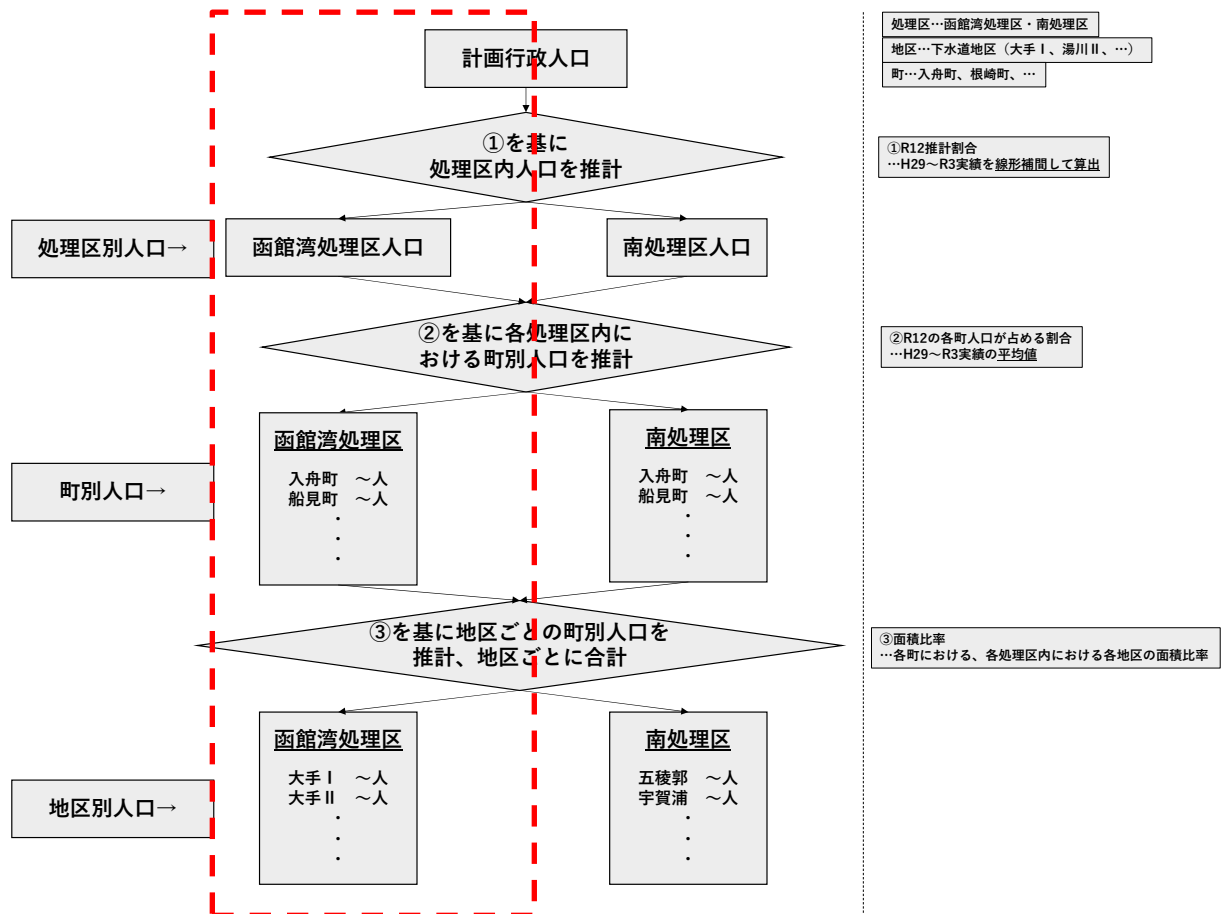 計画行政人口
①を基に
処理区内人口を推計
処理区別人口→
函館湾処理区人口
南処理区人口
②を基に各処理区内に
おける町別人口を推計
町別人口→
函館湾処理区
入舟町　～人
船見町　～人
・
・
・
南処理区
入舟町　～人
船見町　～人
・
・
・
③を基に地区ごとの町別人口を
推計、地区ごとに合計
地区別人口→
函館湾処理区
大手Ⅰ　～人
大手Ⅱ　～人
・
・
・
南処理区
五稜郭　～人
宇賀浦　～人
・
・
・
処理区…函館湾処理区・南処理区
地区…下水道地区（大手Ⅰ、湯川Ⅱ、…）
町…入舟町、根崎町、…
①R12推計割合
…H29～R3実績を線形補間して算出
②R12の各町人口が占める割合
…H29～R3実績の平均値
③面積比率
…各町における、各処理区内における各地区の面積比率